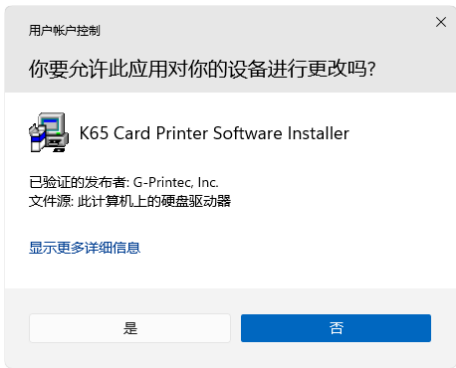 用户帐户控制
你要允许此应用对你的设备进行更改吗?
K65 Card Printer Software Installer
已验证的发布者: G-Printec, Inc.
文件源: 此计算机上的硬盘驱动器
显示更多详细信息
是
否